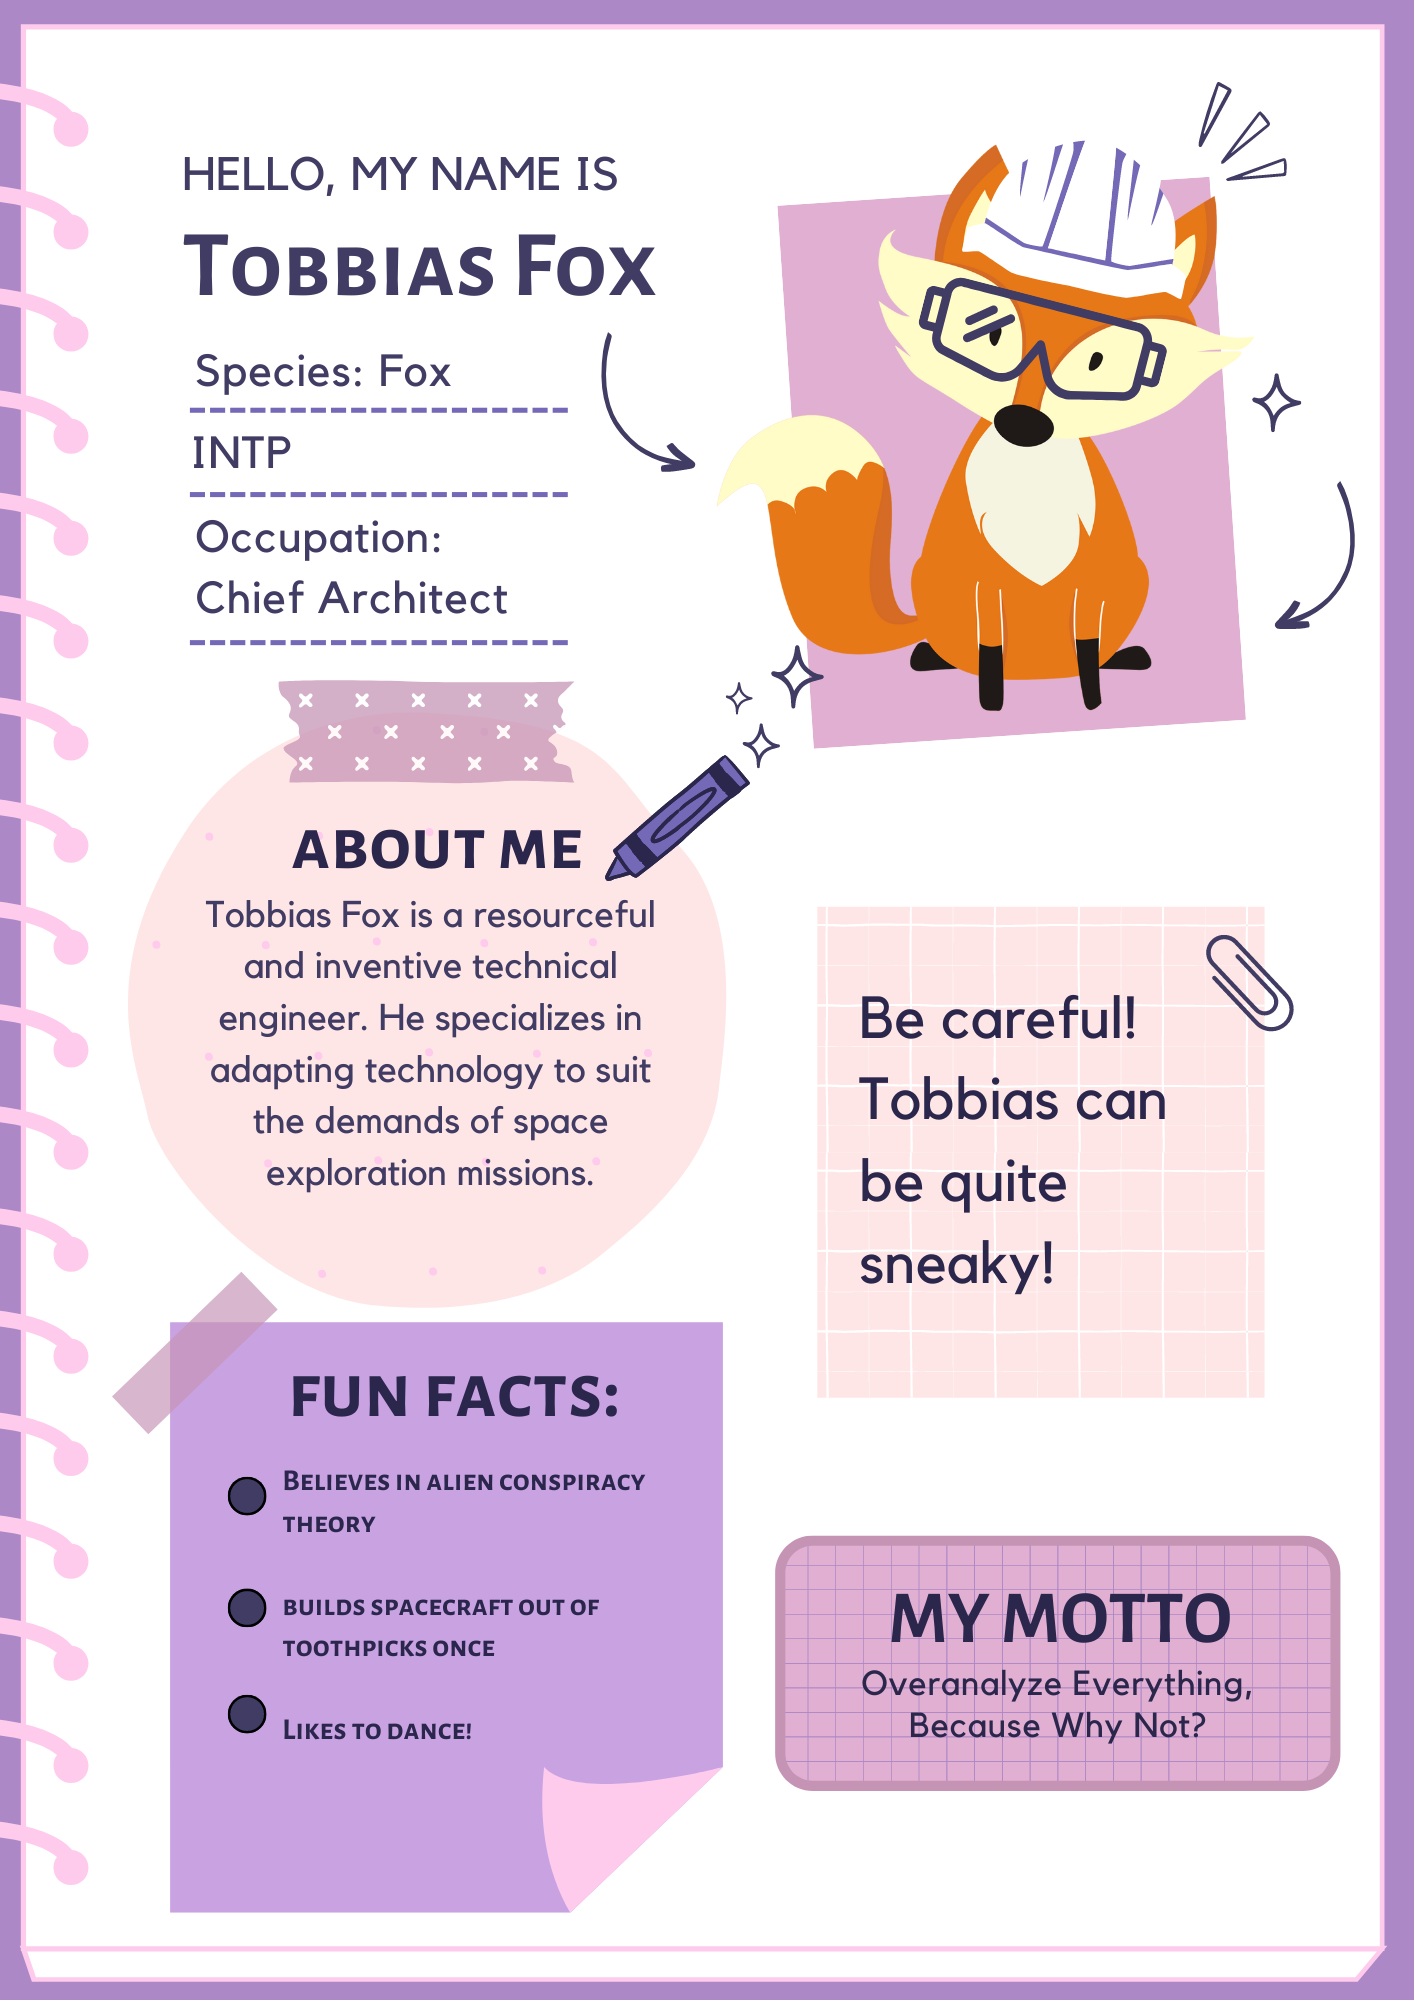 HELLO, MY NAME IS
Tobbias Fox
Species: Fox
INTP
Occupation:
Chief Architect
ABOUT ME
Tobbias Fox is a resourceful
and inventive technical
engineer. He specializes in
adapting technology to suit
the demands of space
exploration missions.
Be careful!
Tobbias can
be quite
sneaky!
FUN FACTS:
Believes in alien conspiracy
theory
builds spacecraft out of
toothpicks once
Likes to dance!
MY MOTTO
Overanalyze Everything,
Because Why Not?